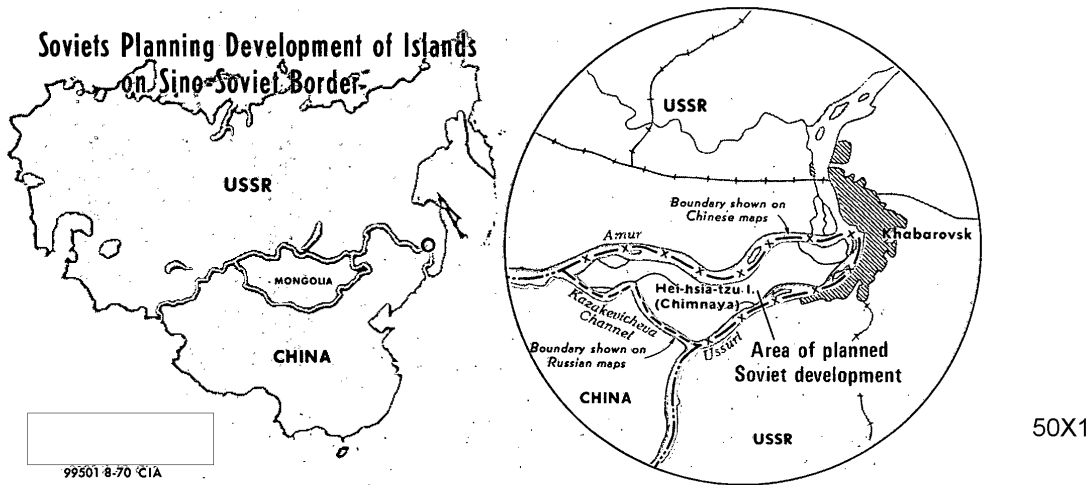 Soviets Planning Development of Islands
on Sino-Soviet Border
USSR
MONGOLIA
CHINA
99501 8-70 CIA
USSR
Boundary shown on
Chinese maps
Amur
Khabarovsk
Hei-hsia-tzu I.
(Chimnaya)
Kazakevicheva
Channel
Ussuri
Boundary shown on
Russian maps
Area of planned
Soviet development
CHINA
USSR
50X1